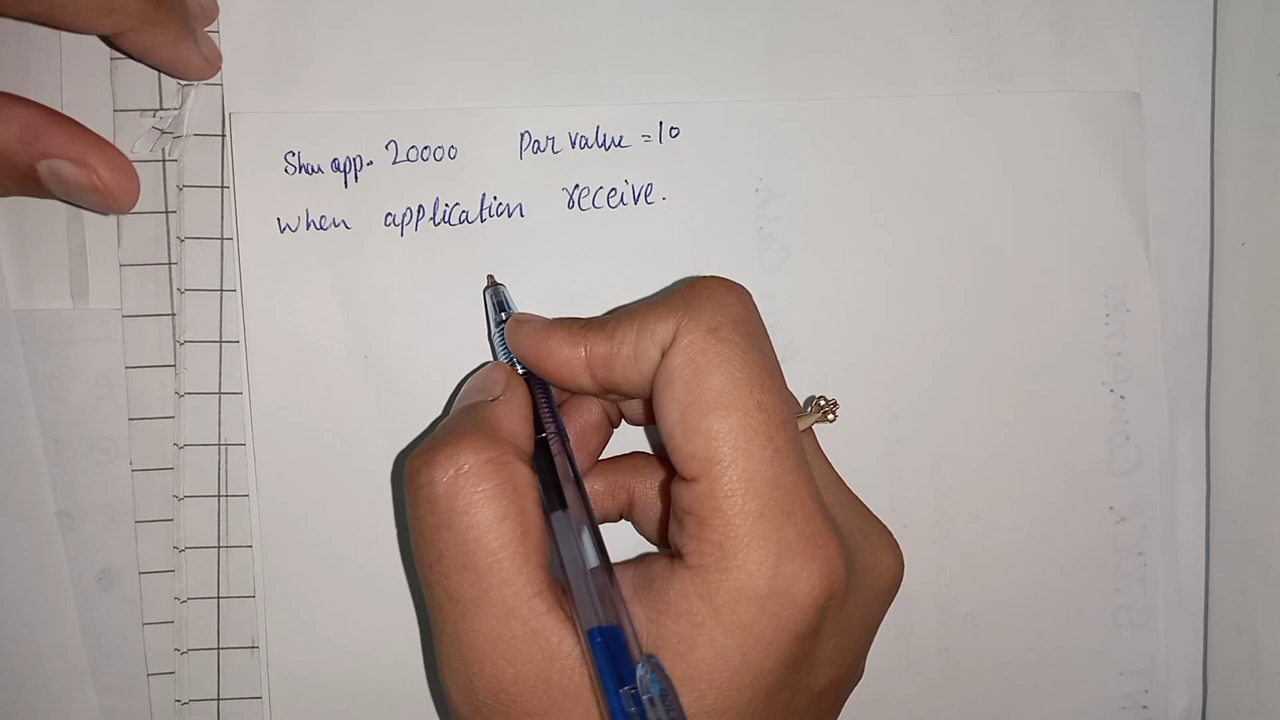 Shar app. 20000 Par value = 10
when application receive.